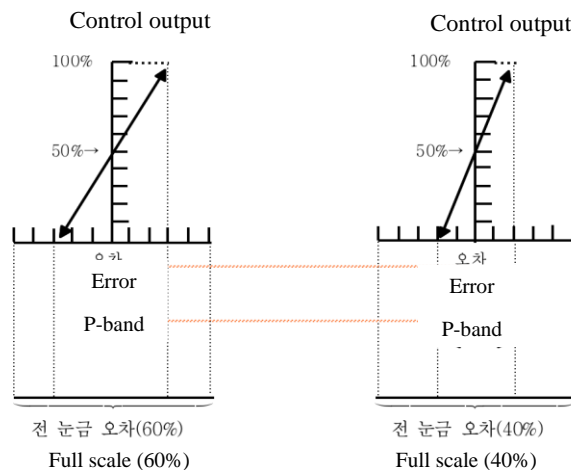 Control output
100%
50%→
오차
Error
P-band
전 눈금 오차(60%)
Full scale (60%)
Control output
100%
50%→
오차
Error
P-band
전 눈금 오차(40%)
Full scale (40%)